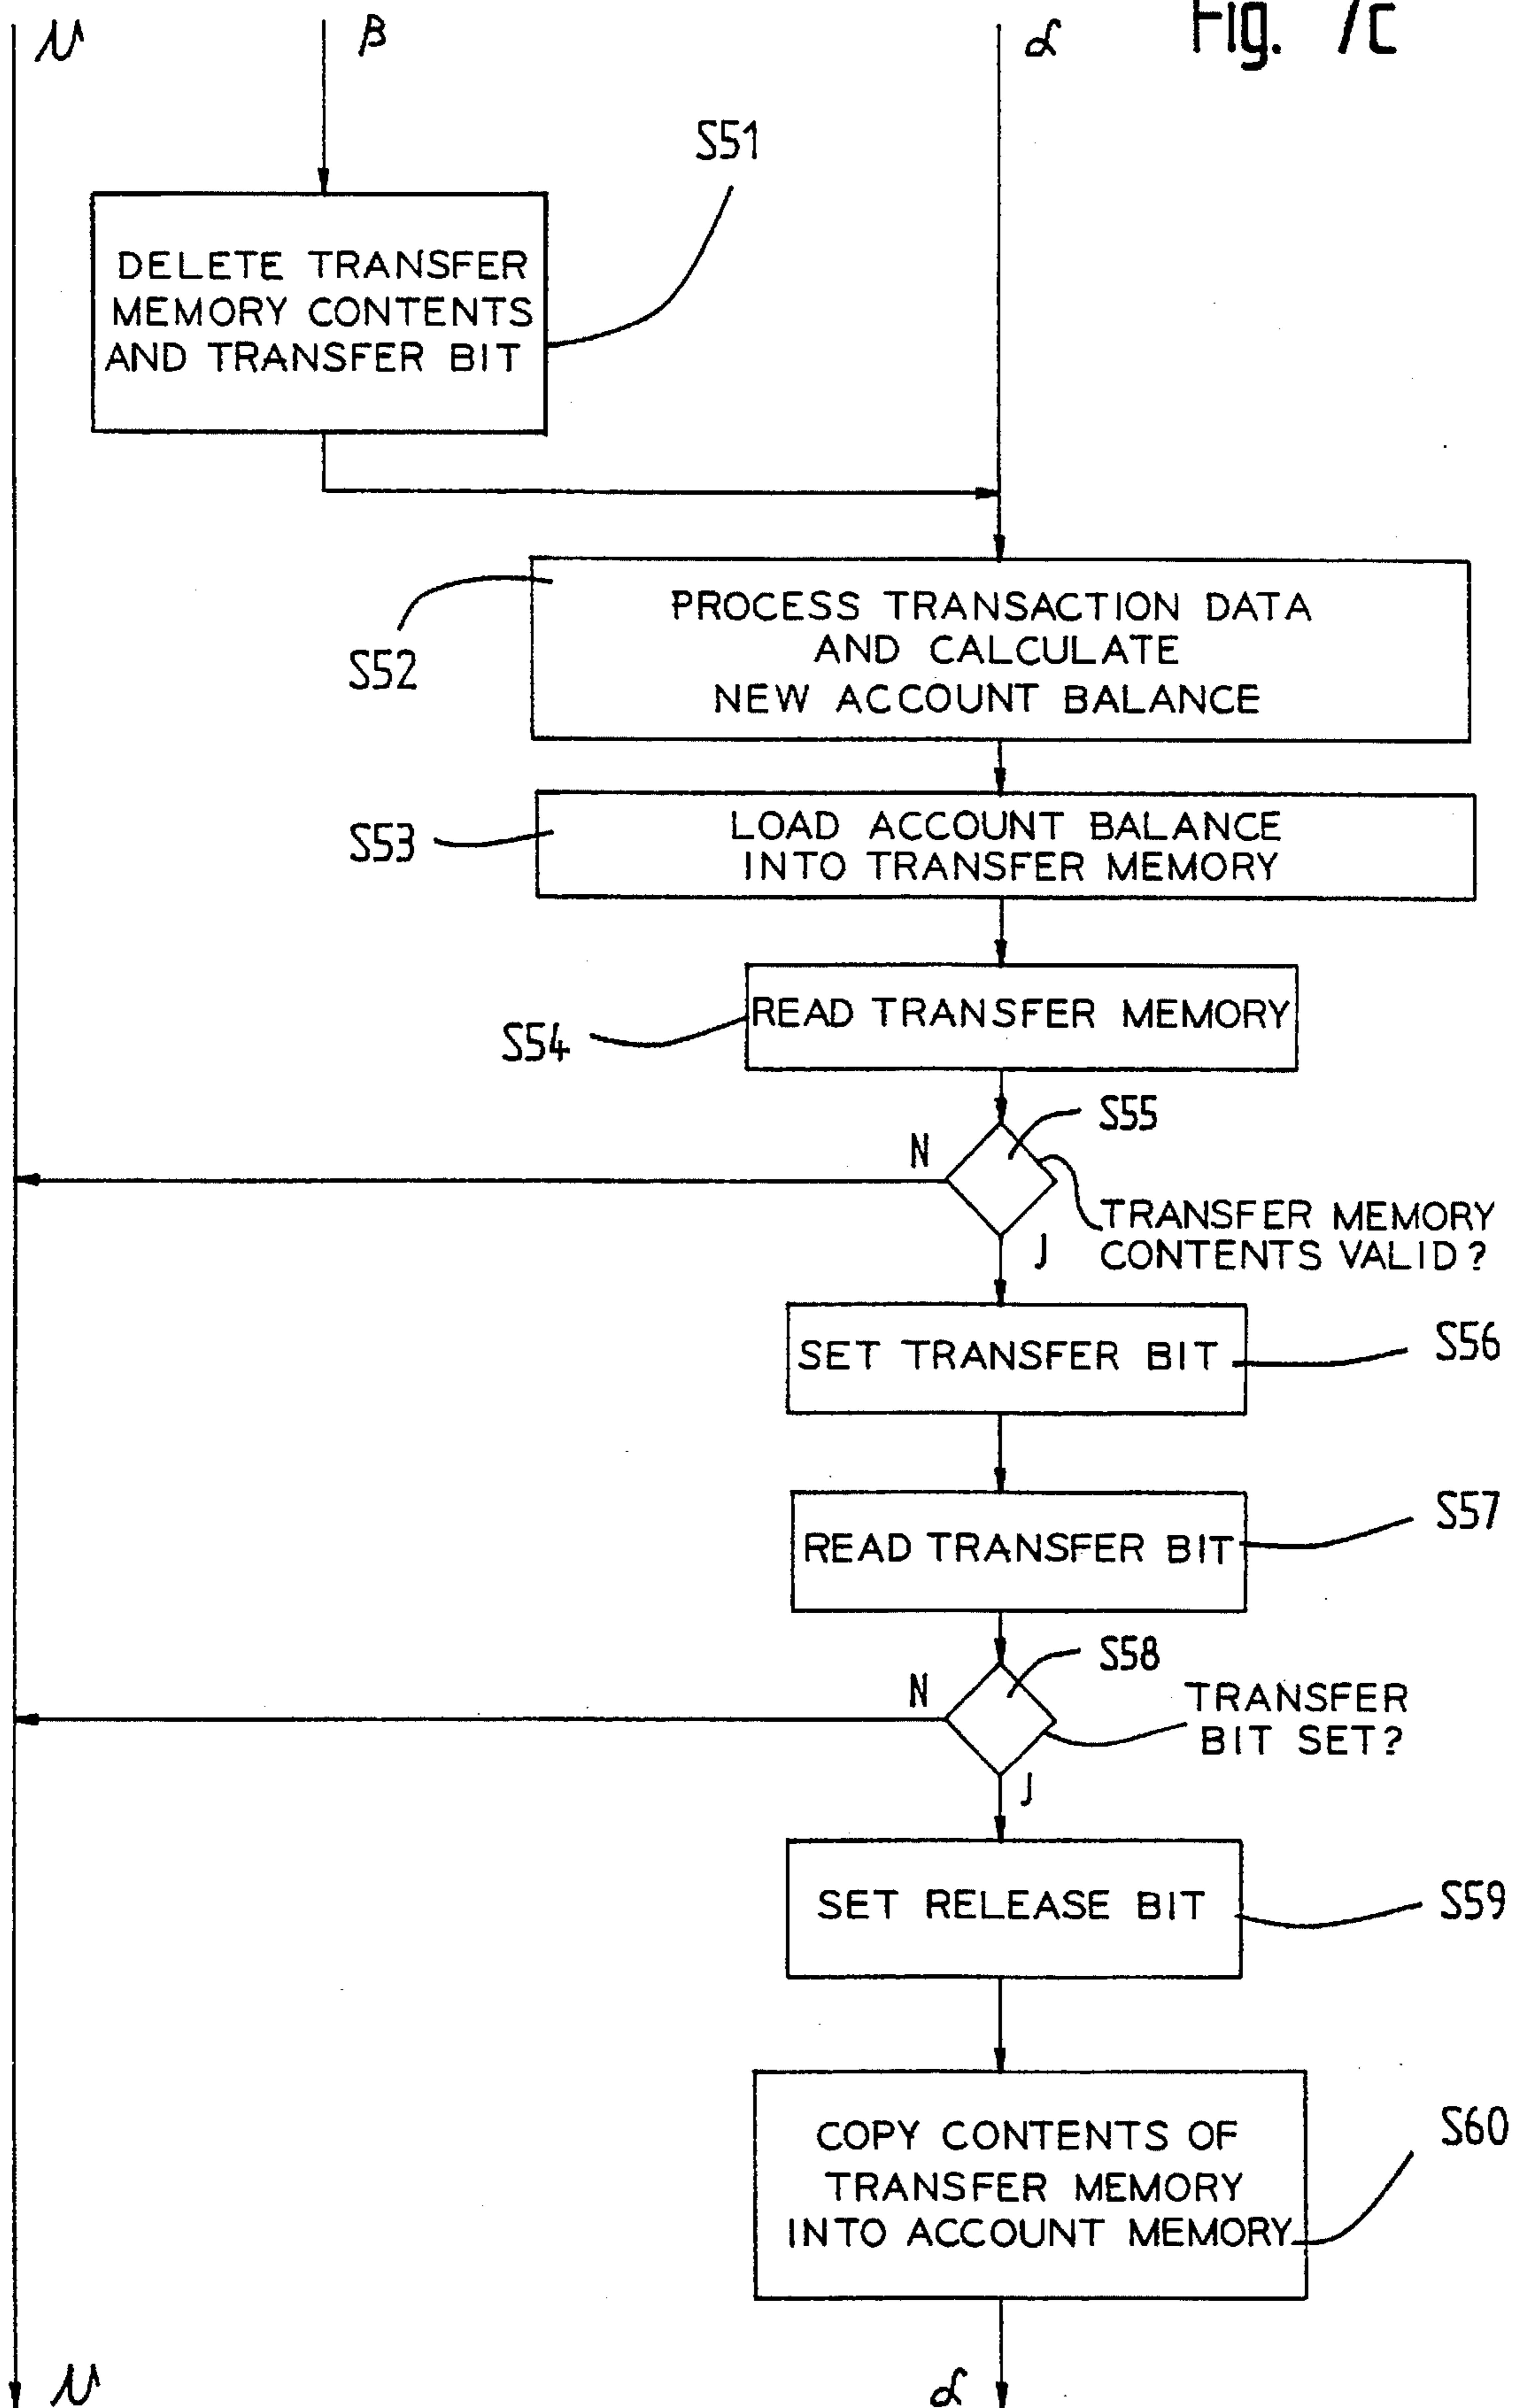 β
α
Fig. 7c
S51
DELETE TRANSFER
MEMORY CONTENTS
AND TRANSFER BIT
S52
PROCESS TRANSACTION DATA
AND CALCULATE
NEW ACCOUNT BALANCE
S53
LOAD ACCOUNT BALANCE
INTO TRANSFER MEMORY
S54
READ TRANSFER MEMORY
S55
N
TRANSFER MEMORY
CONTENTS VALID?
J
SET TRANSFER BIT
S56
READ TRANSFER BIT
S57
S58
N
TRANSFER
BIT SET?
J
SET RELEASE BIT
S59
COPY CONTENTS OF
TRANSFER MEMORY
INTO ACCOUNT MEMORY
S60
α